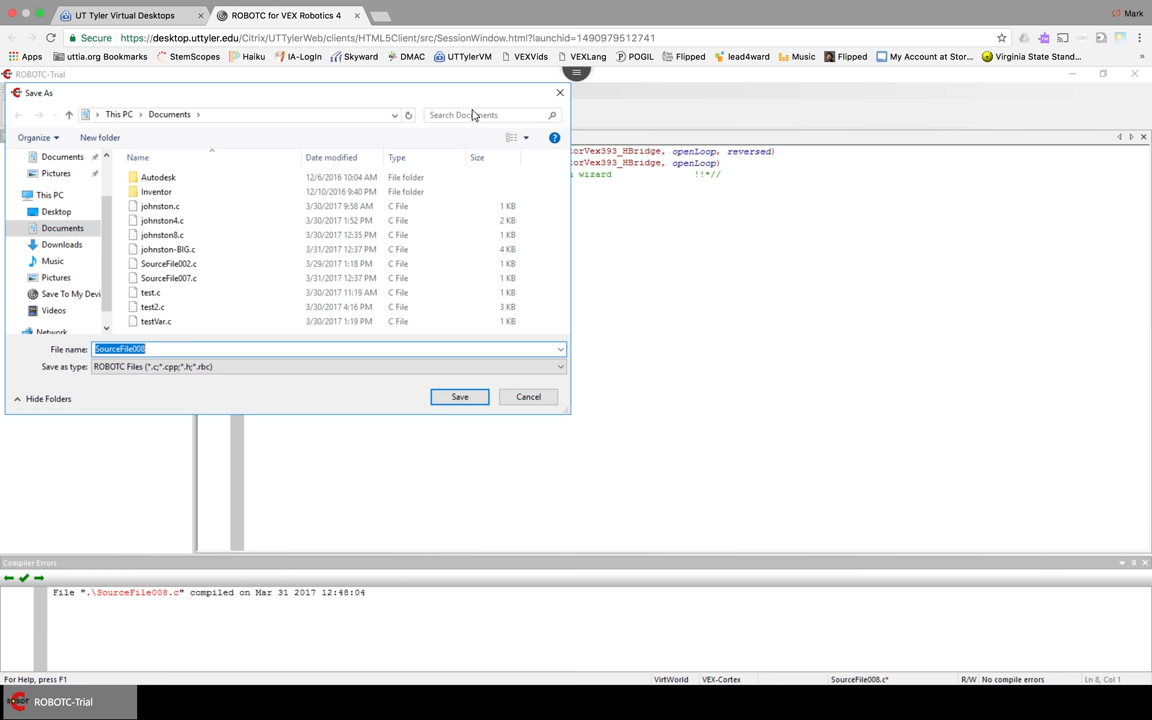 UT Tyler Virtual Desktops
ROBOTC for VEX Robotics 4
Mark
Secure https://desktop.uttyler.edu/Citrix/UTTylerWeb/clients/HTML5Client/src/SessionWindow.html?launchid=1490979512741
Apps uttia.org Bookmarks StemScopes Haiku IA-LogIn Skyward DMAC UTTylerVM VEXVids VEXLang POGIL Flipped lead4ward Music Flipped My Account at Stor... Virginia State Stand...
ROBOTC-Trial
Save As
This PC > Documents >
Search Documents
Organize
New folder
Name Date modified Type Size
Documents
Pictures
This PC
Desktop
Documents
Downloads
Music
Pictures
Save To My Devi
Videos
Network
Autodesk 12/6/2016 10:04 AM File folder
Inventor 12/10/2016 9:40 PM File folder
johnston.c 3/30/2017 9:58 AM C File 1 KB
johnston4.c 3/30/2017 1:52 PM C File 2 KB
johnston8.c 3/30/2017 12:35 PM C File 1 KB
johnston-BIG.c 3/31/2017 12:37 PM C File 4 KB
SourceFile002.c 3/29/2017 1:18 PM C File 1 KB
SourceFile007.c 3/31/2017 12:37 PM C File 1 KB
test.c 3/30/2017 11:19 AM C File 1 KB
test2.c 3/30/2017 4:16 PM C File 3 KB
testVar.c 3/30/2017 1:19 PM C File 1 KB
File name: SourceFile008
Save as type: ROBOTC Files (*.c;*.cpp;*.h;*.rbc)
Hide Folders
Save
Cancel
orVex393_HBridge, openLoop, reversed)
orVex393_HBridge, openLoop)
n wizard !!*//
Compiler Errors
File ".\SourceFile008.c" compiled on Mar 31 2017 12:48:04
For Help, press F1
VirtWorld VEX-Cortex SourceFile008.c* R/W No compile errors Ln 8, Col 1
ROBOTC-Trial